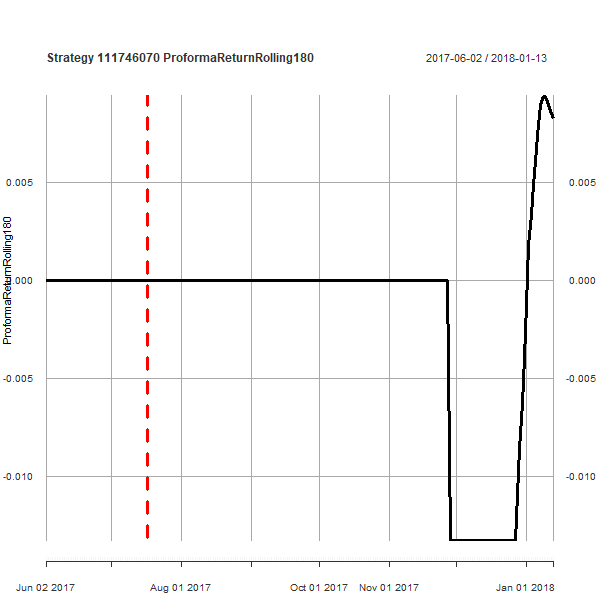 Strategy 111746070 ProformaReturnRolling180
2017-06-02 / 2018-01-13
0.005
0.005
ProformaReturnRolling180
0.000
0.000
-0.005
-0.005
-0.010
-0.010
Jun 02 2017
Aug 01 2017
Oct 01 2017
Nov 01 2017
Jan 01 2018